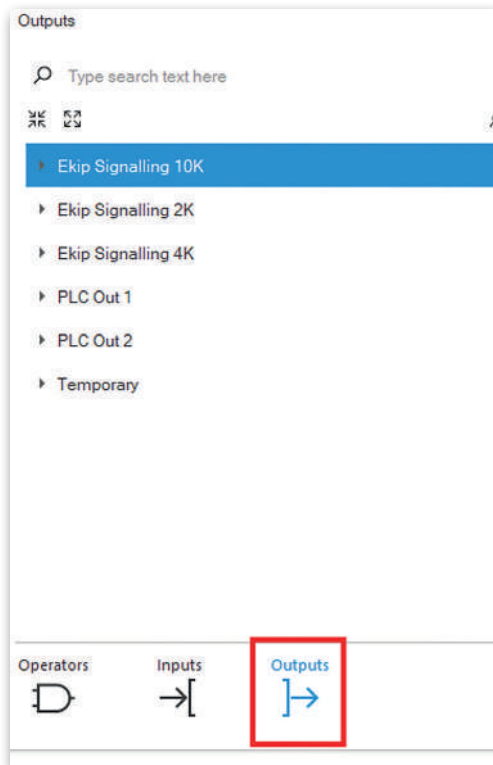 Outputs
Type search text here
Ekip Signalling 10K
Ekip Signalling 2K
Ekip Signalling 4K
PLC Out 1
PLC Out 2
Temporary
Operators Inputs Outputs